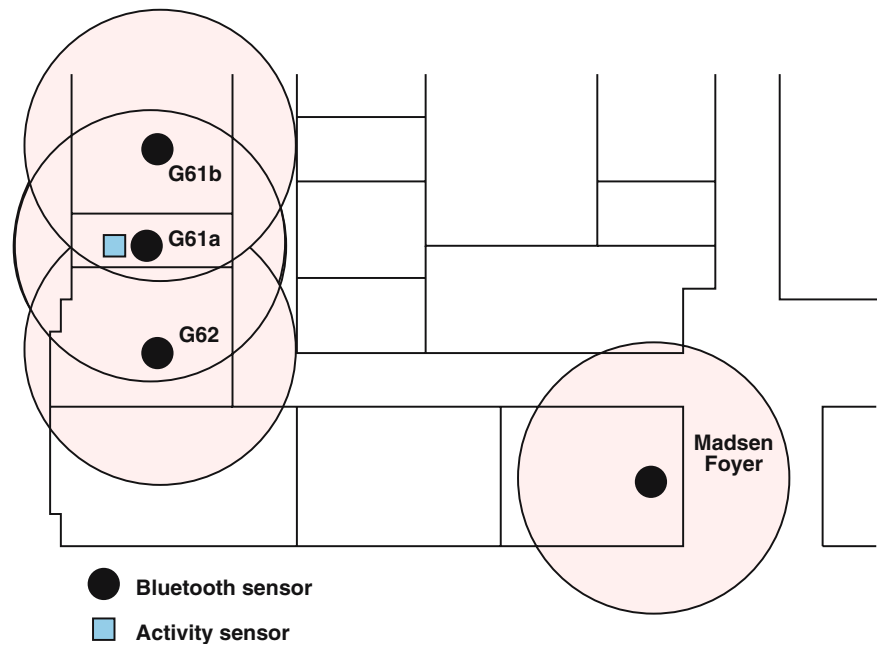 G61b
G61a
G62
Madsen
Foyer
Bluetooth sensor
Activity sensor